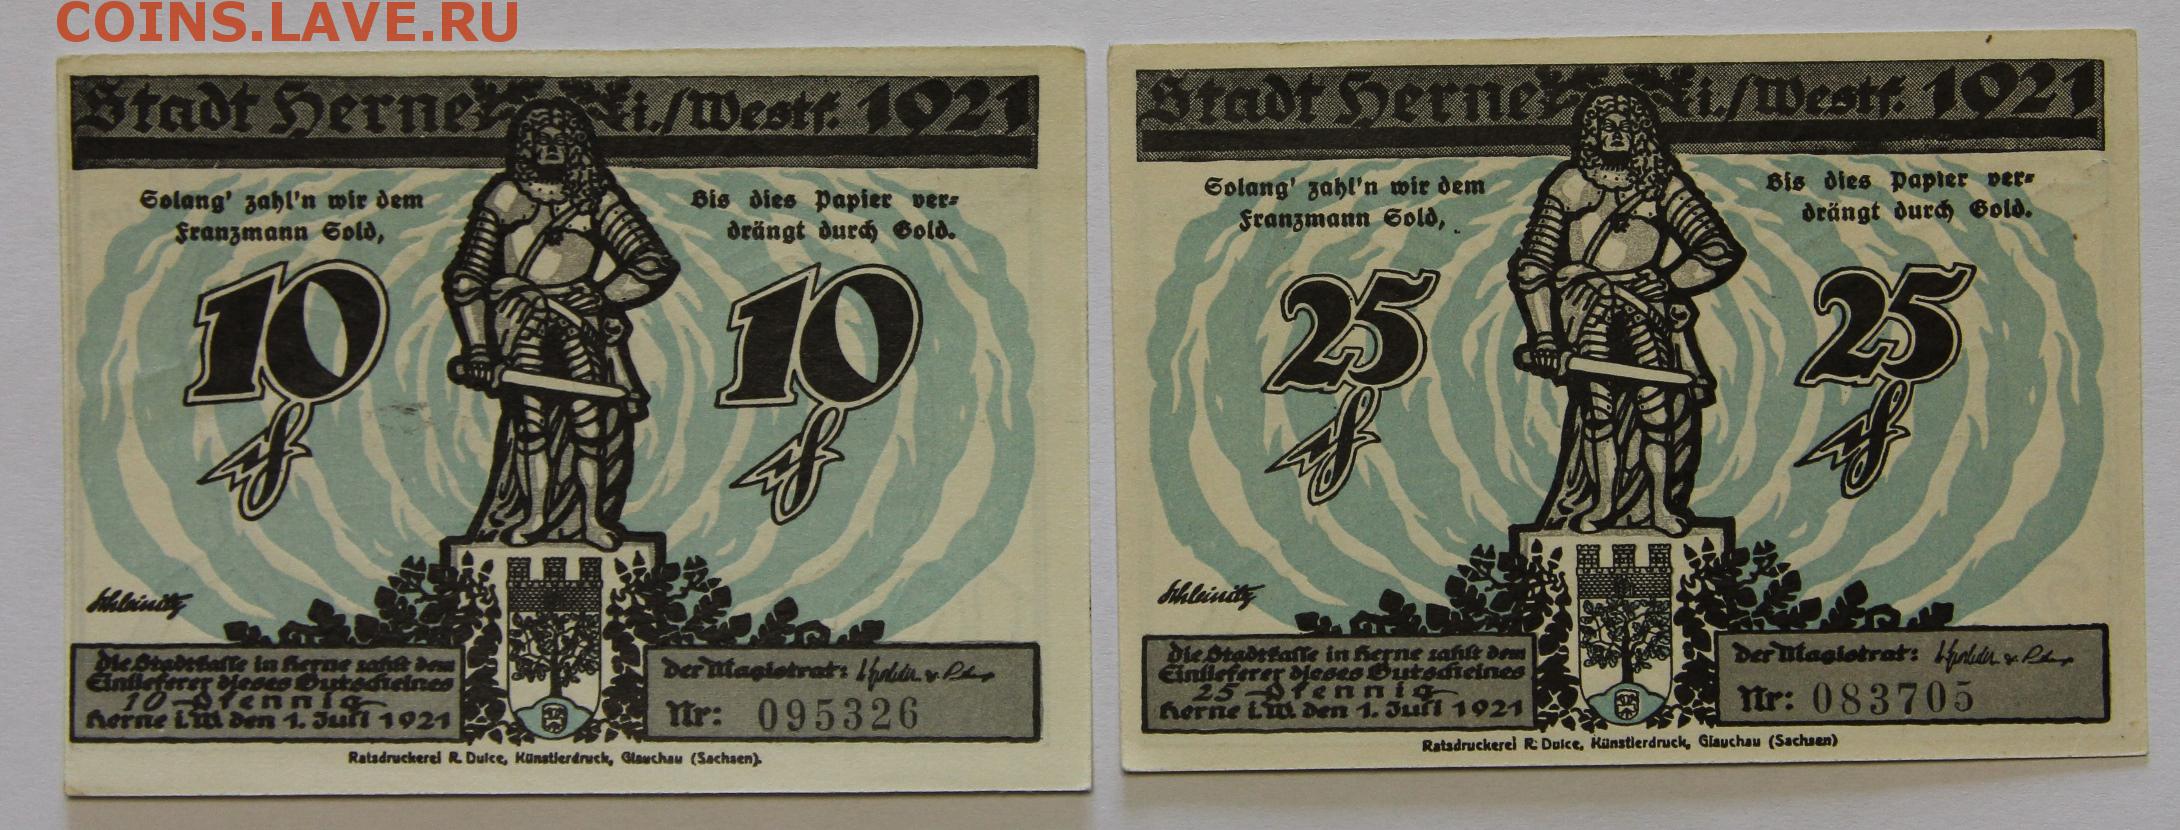 COINS.LAVE.RU
Stadt Herne i./Westf. 1921
Solang' zahl'n wir dem
Franzmann Gold,
Bis dies Papier ver-
drängt durch Gold.
10 10
Schleinitz
Die Stadtkasse in Herne zahlt dem
Einlieferer dieses Gutscheines
10 Pfennig
Herne i.W. den 1. Juli 1921
Der Magistrat:
Nr: 095326
Ratsdruckerei R. Dulce, Künstlerdruck, Glauchau (Sachsen).
Stadt Herne i./Westf. 1921
Solang' zahl'n wir dem
Franzmann Gold,
Bis dies Papier ver-
drängt durch Gold.
25 25
Schleinitz
Die Stadtkasse in Herne zahlt dem
Einlieferer dieses Gutscheines
25 Pfennig
Herne i.W. den 1. Juli 1921
Der Magistrat:
Nr: 083705
Ratsdruckerei R. Dulce, Künstlerdruck, Glauchau (Sachsen)